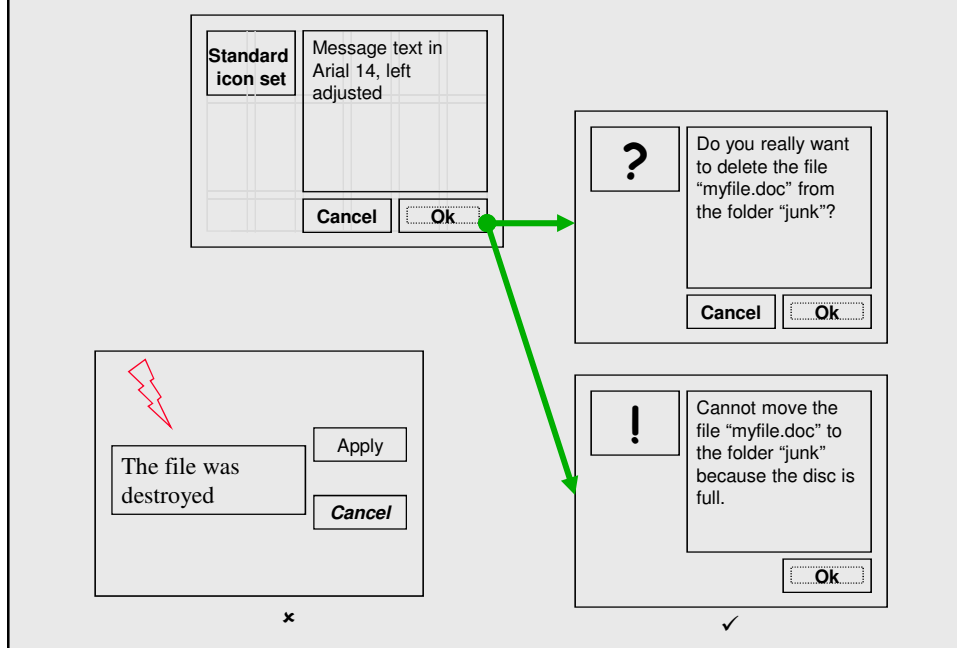 Standard
icon set
Message text in
Arial 14, left
adjusted
Cancel
Ok
?
Do you really want
to delete the file
“myfile.doc” from
the folder “junk”?
Cancel
Ok
The file was
destroyed
Apply
Cancel
!
Cannot move the
file “myfile.doc” to
the folder “junk”
because the disc is
full.
Ok
✗
✓